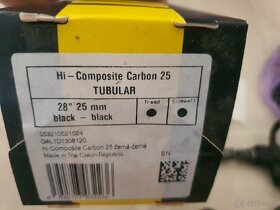 Hi-Composite Carbon 25
TUBULAR
28" 25 mm
black - black
Tread
Sidewall
053210521024
GAL1D1308120
Hi-Composite Carbon 25 černá černá
Made in The Czech Republic
SN